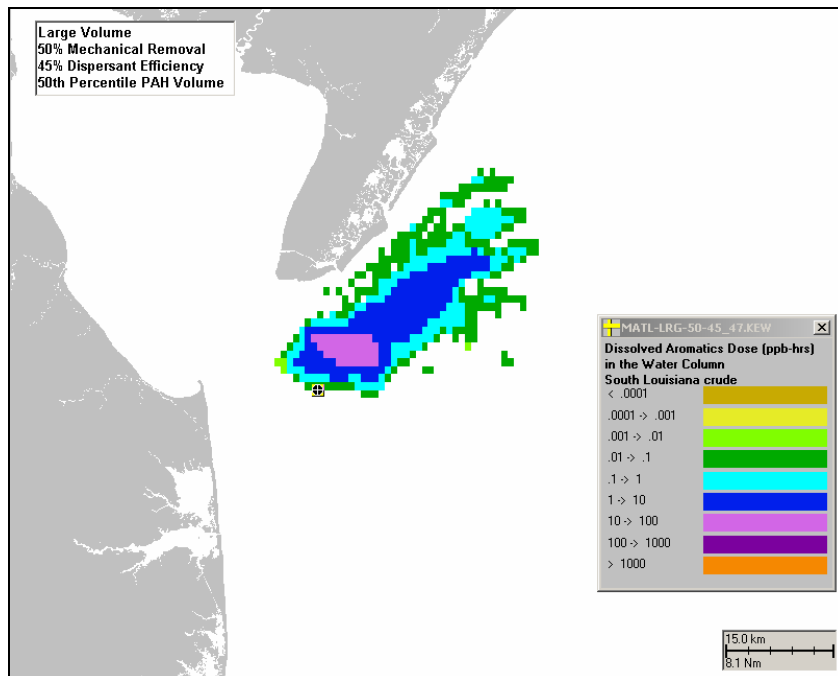 Large Volume
50% Mechanical Removal
45% Dispersant Efficiency
50th Percentile PAH Volume
MATL-LRG-50-45_47.KEW
Dissolved Aromatics Dose (ppb-hrs)
in the Water Column
South Louisiana crude
< .0001
.0001 -> .001
.001 -> .01
.01 -> .1
.1 -> 1
1 -> 10
10 -> 100
100 -> 1000
> 1000
15.0 km
8.1 Nm